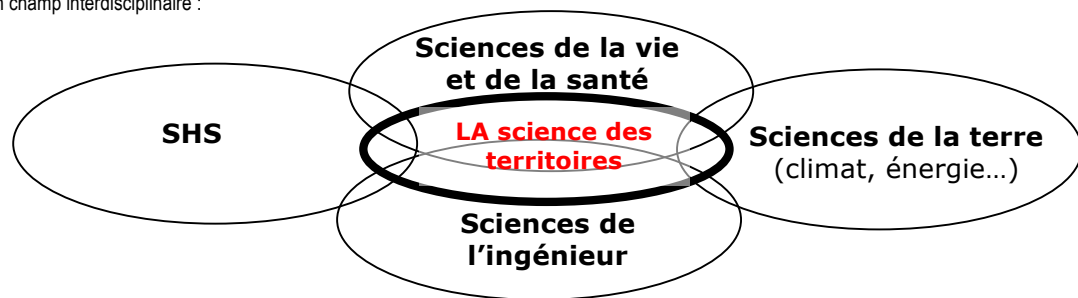 n champ interdisciplinaire :
Sciences de la vie
et de la santé
SHS
LA science des
territoires
Sciences de la terre
(climat, énergie…)
Sciences de
l’ingénieur